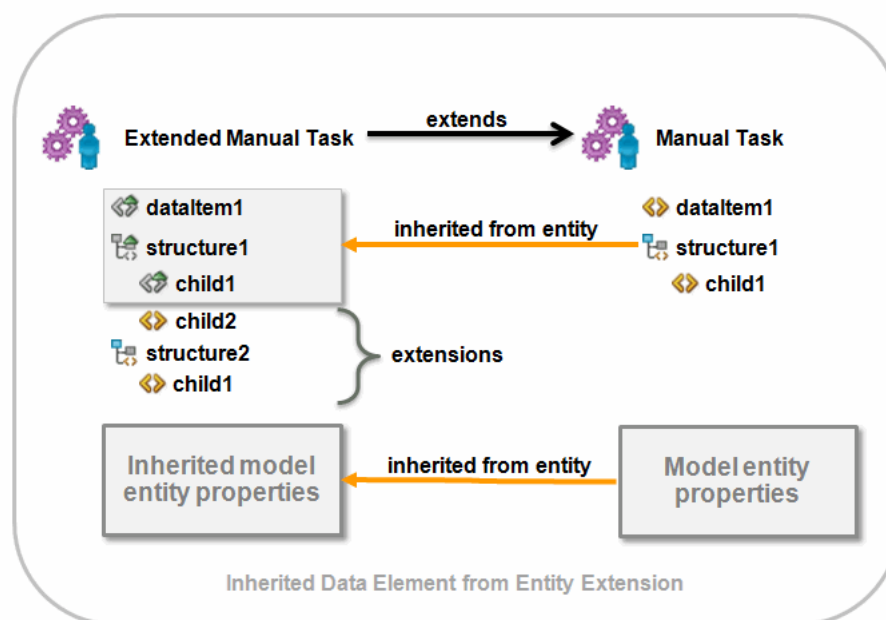 Extended Manual Task
extends
Manual Task
dataItem1
structure1
child1
child2
structure2
child1
inherited from entity
extensions
dataItem1
structure1
child1
Inherited model
entity properties
inherited from entity
Model entity
properties
Inherited Data Element from Entity Extension